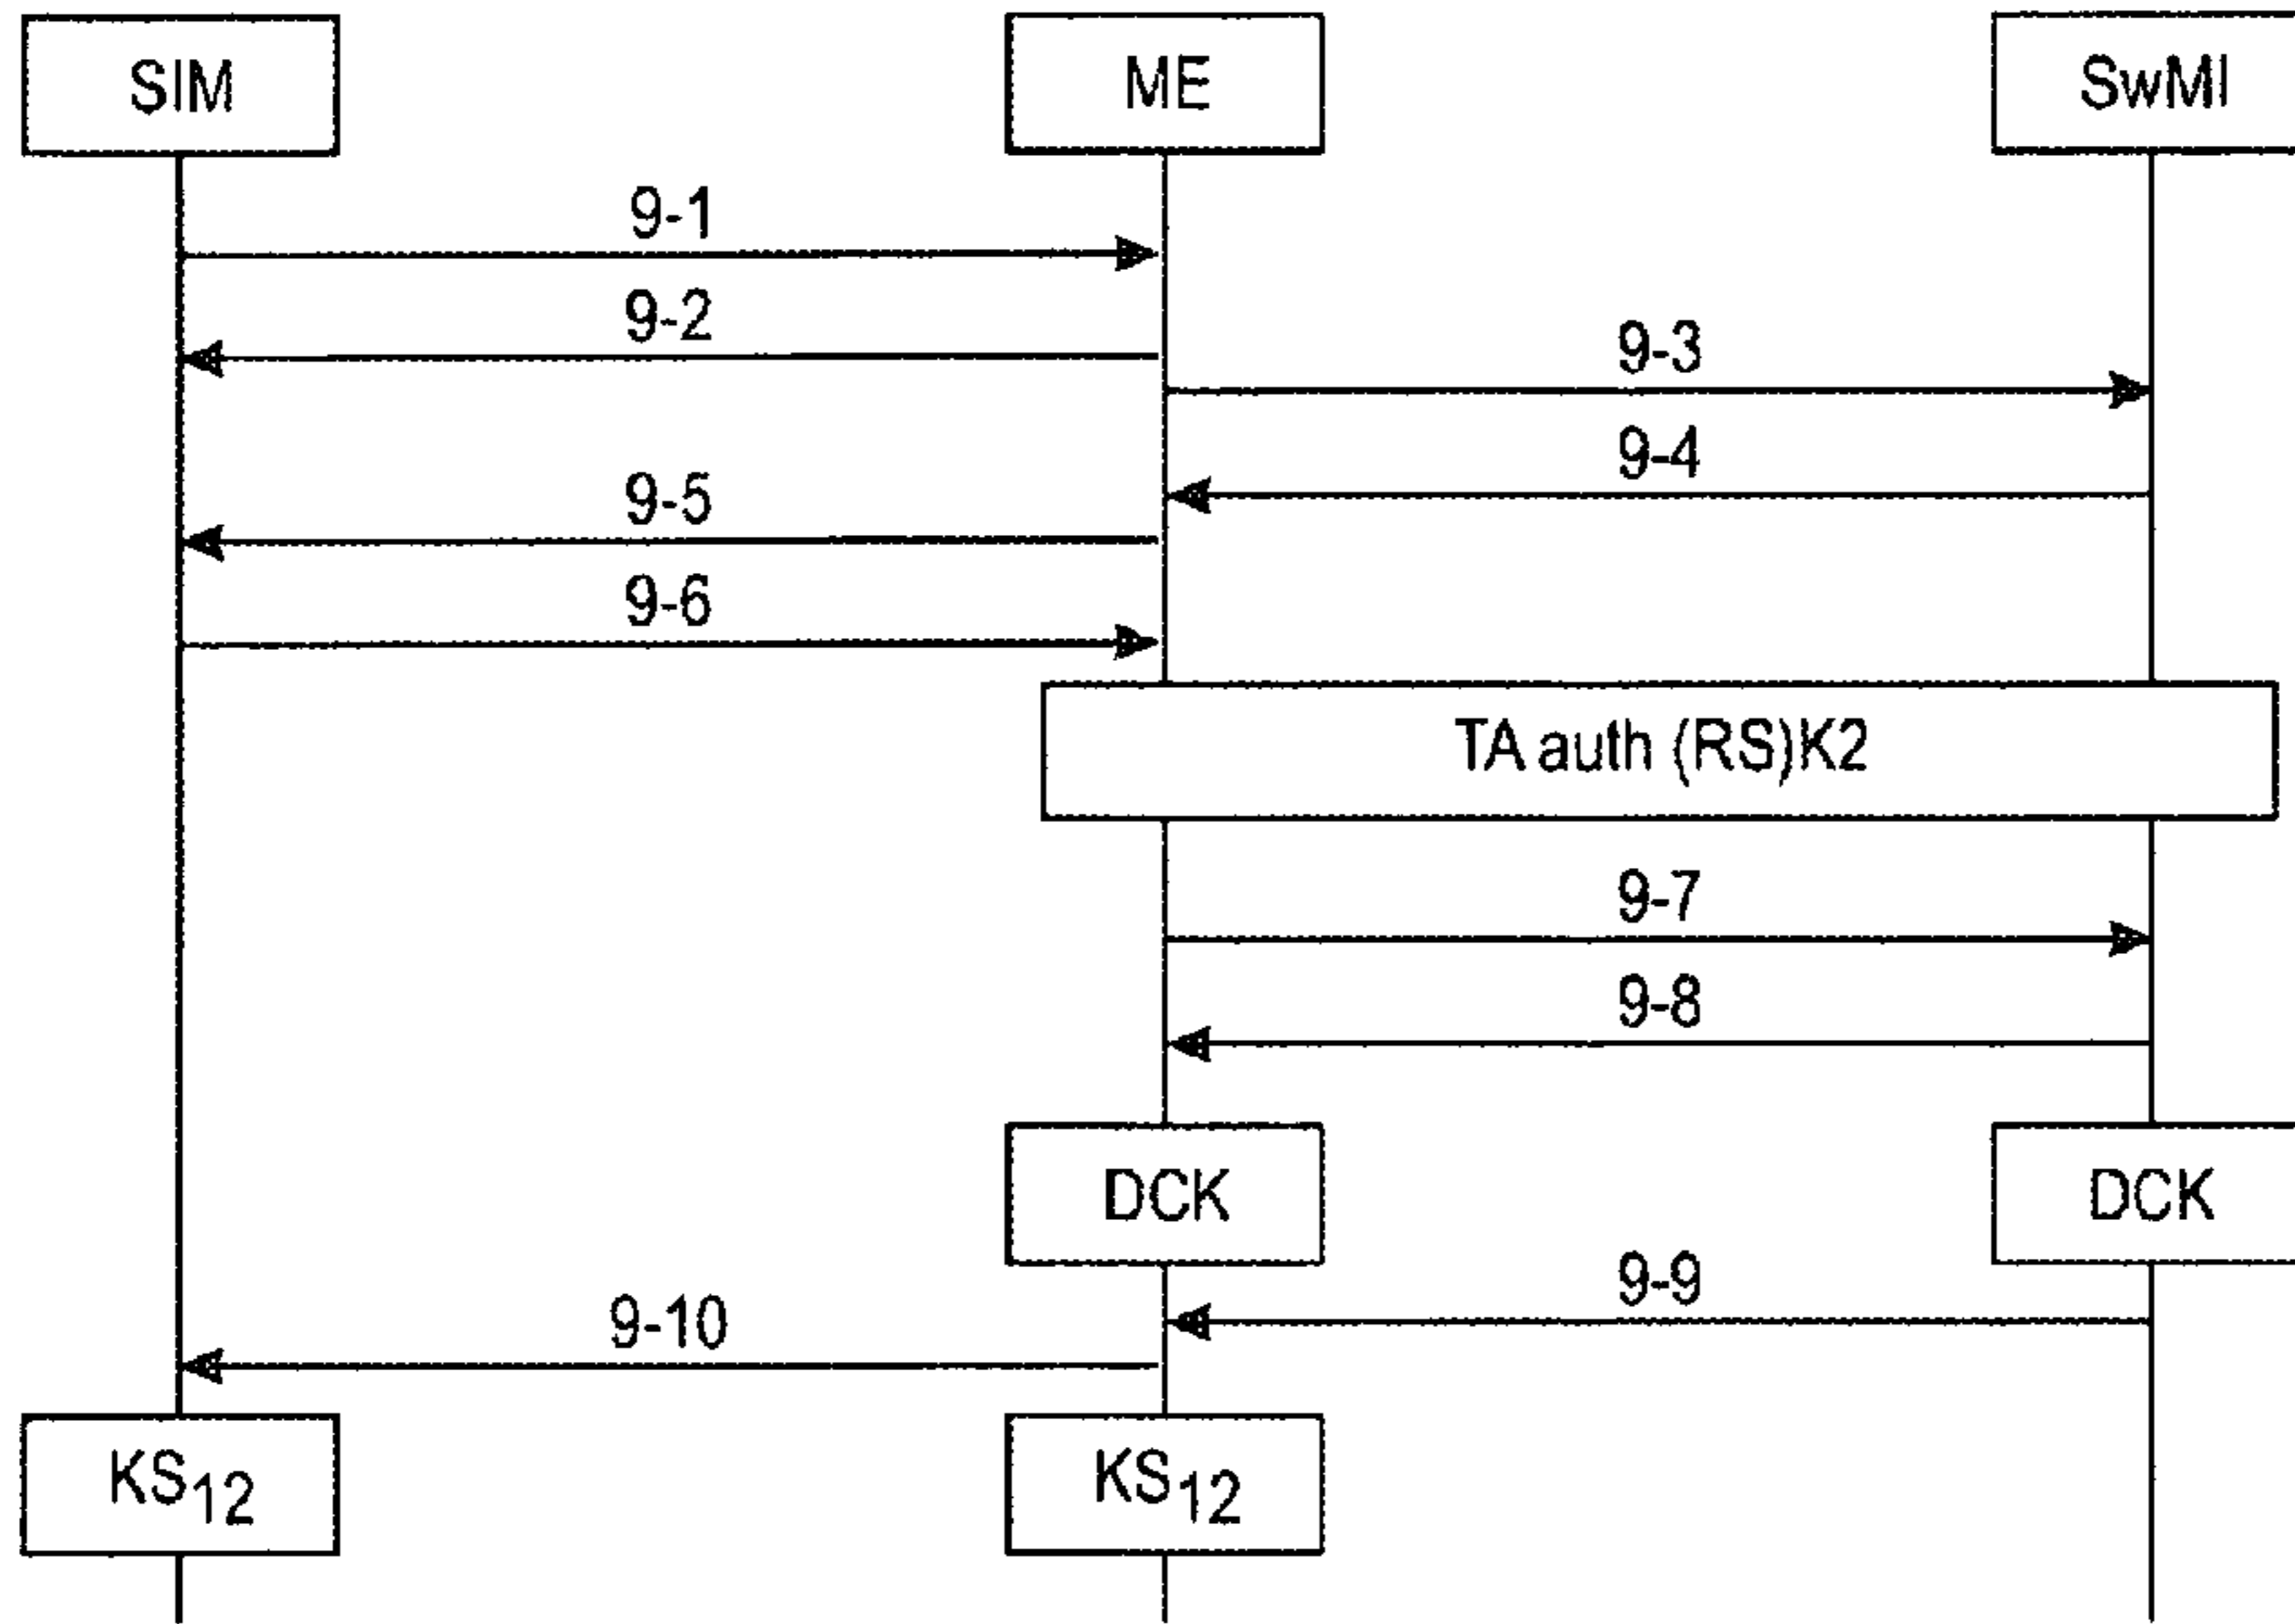 SIM
ME
SwMI
9-1
9-2
9-3
9-4
9-5
9-6
TA auth (RS)K2
9-7
9-8
DCK
DCK
9-9
9-10
KS12
KS12